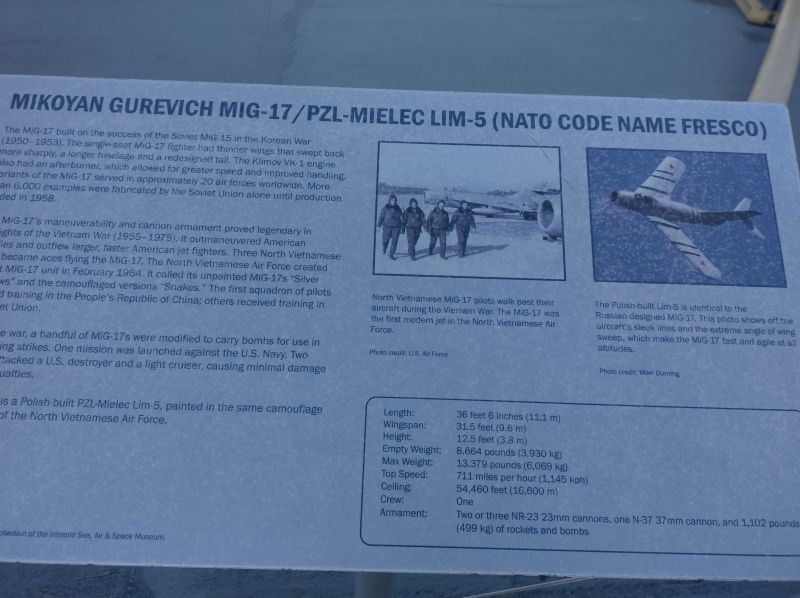 MIKOYAN GUREVICH MIG-17/PZL-MIELEC LIM-5 (NATO CODE NAME FRESCO)
The MiG-17 built on the success of the Soviet MiG-15 in the Korean War
(1950–1953). The single-seat MiG-17 fighter had thinner wings that swept back
more sharply, a longer fuselage and a redesigned tail. The Klimov VK-1 engine
also had an afterburner, which allowed for greater speed and improved handling.
Variants of the MiG-17 served in approximately 20 air forces worldwide. More
an 6,000 examples were fabricated by the Soviet Union alone until production
ded in 1958.
MiG-17's maneuverability and cannon armament proved legendary in
ights of the Vietnam War (1955–1975). It outmaneuvered American
les and outflew larger, faster American jet fighters. Three North Vietnamese
became aces flying the MiG-17. The North Vietnamese Air Force created
t MiG-17 unit in February 1964. It called its unpainted MiG-17s "Silver
ws" and the camouflaged versions "Snakes." The first squadron of pilots
d training in the People's Republic of China; others received training in
et Union.
e war, a handful of MiG-17s were modified to carry bombs for use in
ing strikes. One mission was launched against the U.S. Navy. Two
ttacked a U.S. destroyer and a light cruiser, causing minimal damage
ualties.
is a Polish-built PZL-Mielec Lim-5, painted in the same camouflage
of the North Vietnamese Air Force.
ollection of the Intrepid Sea, Air & Space Museum.
North Vietnamese MiG-17 pilots walk past their
aircraft during the Vietnam War. The MiG-17 was
the first modern jet in the North Vietnamese Air
Force.
Photo credit: U.S. Air Force
The Polish-built Lim-5 is identical to the
Russian-designed MiG-17. This photo shows off the
aircraft's sleek lines and the extreme angle of wing
sweep, which make the MiG-17 fast and agile at all
altitudes.
Photo credit: Mike Durning
Length: 36 feet 6 inches (11.1 m)
Wingspan: 31.5 feet (9.6 m)
Height: 12.5 feet (3.8 m)
Empty Weight: 8,664 pounds (3,930 kg)
Max Weight: 13,379 pounds (6,069 kg)
Top Speed: 711 miles per hour (1,145 kph)
Ceiling: 54,460 feet (16,600 m)
Crew: One
Armament: Two or three NR-23 23mm cannons, one N-37 37mm cannon, and 1,102 pounds
(499 kg) of rockets and bombs